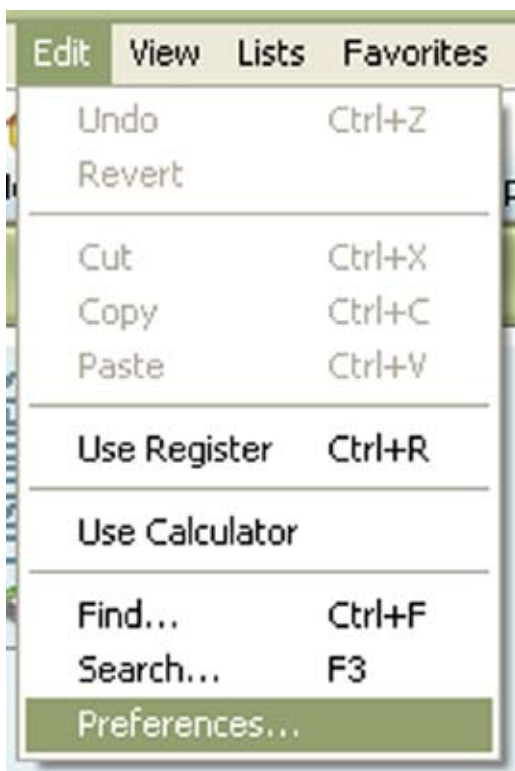 Edit View Lists Favorites
Undo Ctrl+Z
Revert
Cut Ctrl+X
Copy Ctrl+C
Paste Ctrl+V
Use Register Ctrl+R
Use Calculator
Find... Ctrl+F
Search... F3
Preferences...